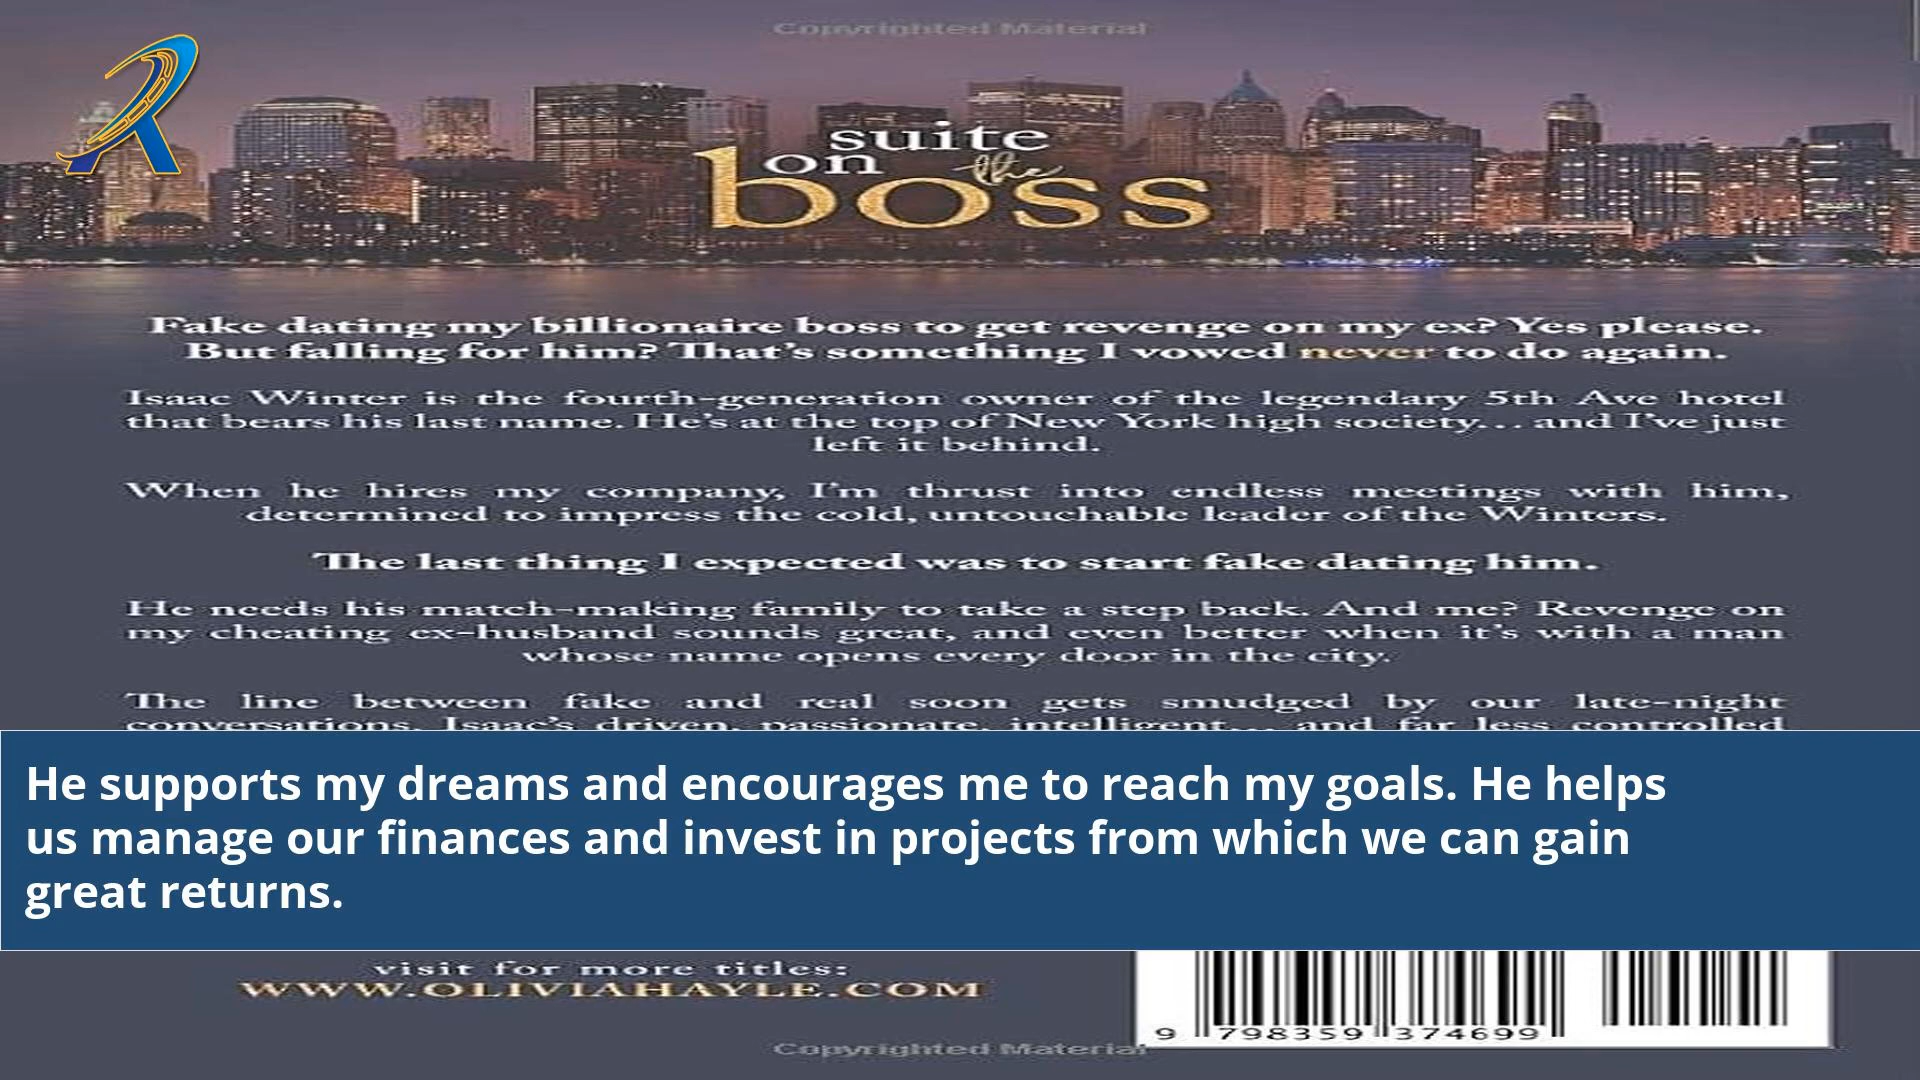 Copyrighted Material
suite
on the
boss
Fake dating my billionaire boss to get revenge on my ex? Yes please.
But falling for him? That's something I vowed never to do again.
Isaac Winter is the fourth-generation owner of the legendary 5th Ave hotel
that bears his last name. He's at the top of New York high society... and I've just
left it behind.
When he hires my company, I'm thrust into endless meetings with him,
determined to impress the cold, untouchable leader of the Winters.
The last thing I expected was to start fake dating him.
He needs his match-making family to take a step back. And me? Revenge on
my cheating ex-husband sounds great, and even better when it's with a man
whose name opens every door in the city.
The line between fake and real soon gets smudged by our late-night
conversations. Isaac's driven, passionate, intelligent... and far less controlled
He supports my dreams and encourages me to reach my goals. He helps
us manage our finances and invest in projects from which we can gain
great returns.
visit for more titles:
WWW.OLIVIAHAYLE.COM
9 798359 374699
Copyrighted Material